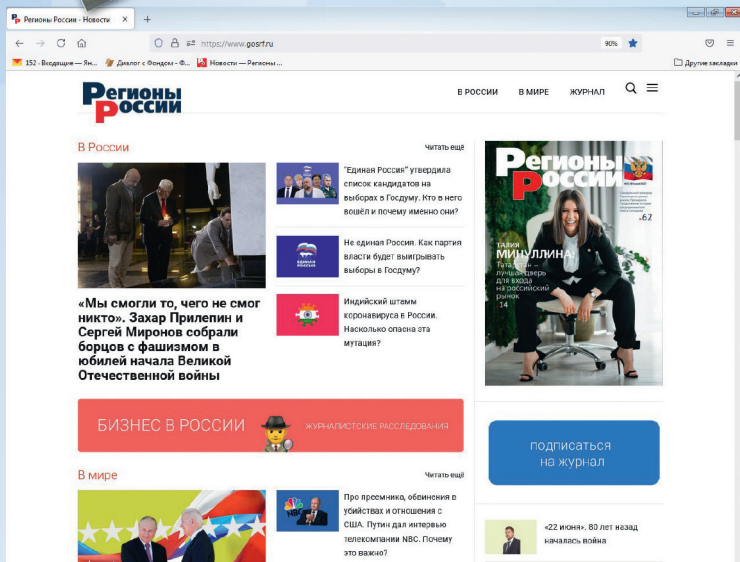 Регионы России - Новости
https://www.gosrf.ru
90%
152 - Входящие — Ян...
Диалог с Фондом - Ф...
Новости — Регионы ...
Другие закладки
Регионы
России
В РОССИИ
В МИРЕ
ЖУРНАЛ
В России
Читать ещё
«Мы смогли то, чего не смог
никто». Захар Прилепин и
Сергей Миронов собрали
борцов с фашизмом в
юбилей начала Великой
Отечественной войны
"Единая Россия" утвердила
список кандидатов на
выборах в Госдуму. Кто в него
вошёл и почему именно они?
Не единая Россия. Как партия
власти будет выигрывать
выборы в Госдуму?
Индийский штамм
коронавируса в России.
Насколько опасна эта
мутация?
Регионы
России
.62
ТАЛИЯ
МИНУЛЛИНА:
Татарстан –
лучшая дверь
для входа
на российский
рынок
.14
БИЗНЕС В РОССИИ
ЖУРНАЛИСТСКИЕ РАССЛЕДОВАНИЯ
подписаться
на журнал
В мире
Читать ещё
Про преемника, обвинения в
убийствах и отношения с
США. Путин дал интервью
телекомпании NBC. Почему
это важно?
NBC
«22 июня». 80 лет назад
началась война